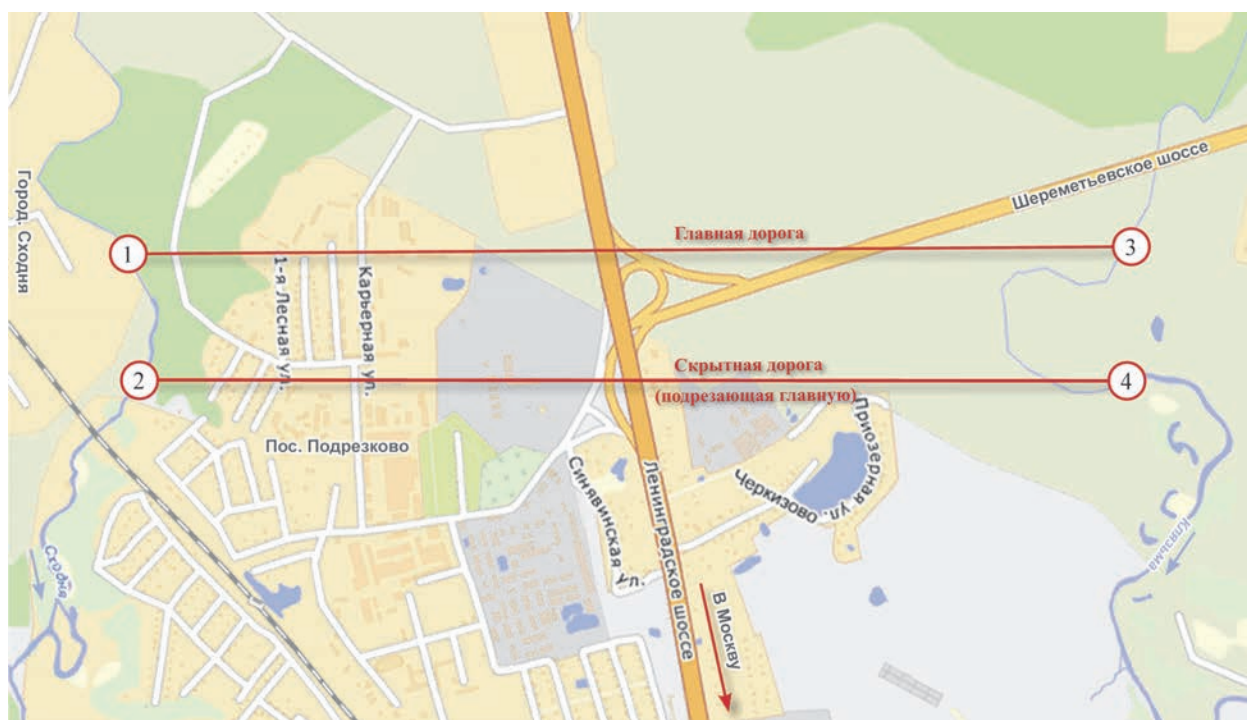 Шереметьевское шоссе
Город. Сходня
Главная дорога
1
3
1-я Лесная ул.
Карьерная ул.
Скрытная дорога
(подрезающая главную)
2
4
Приозерная ул.
Пос. Подрезково
Черкизово
Синявинская ул.
Ленинградское шоссе
Сходня
Клязьма
В Москву